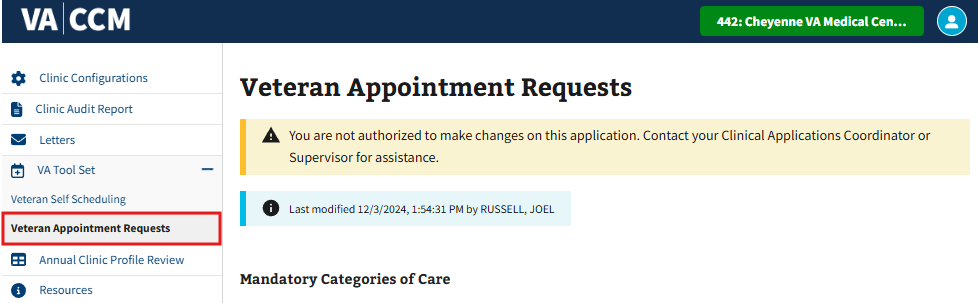 VA CCM
442: Cheyenne VA Medical Cen...
Clinic Configurations
Clinic Audit Report
Letters
VA Tool Set
Veteran Self Scheduling
Veteran Appointment Requests
Annual Clinic Profile Review
Resources
Veteran Appointment Requests
You are not authorized to make changes on this application. Contact your Clinical Applications Coordinator or
Supervisor for assistance.
Last modified 12/3/2024, 1:54:31 PM by RUSSELL, JOEL
Mandatory Categories of Care